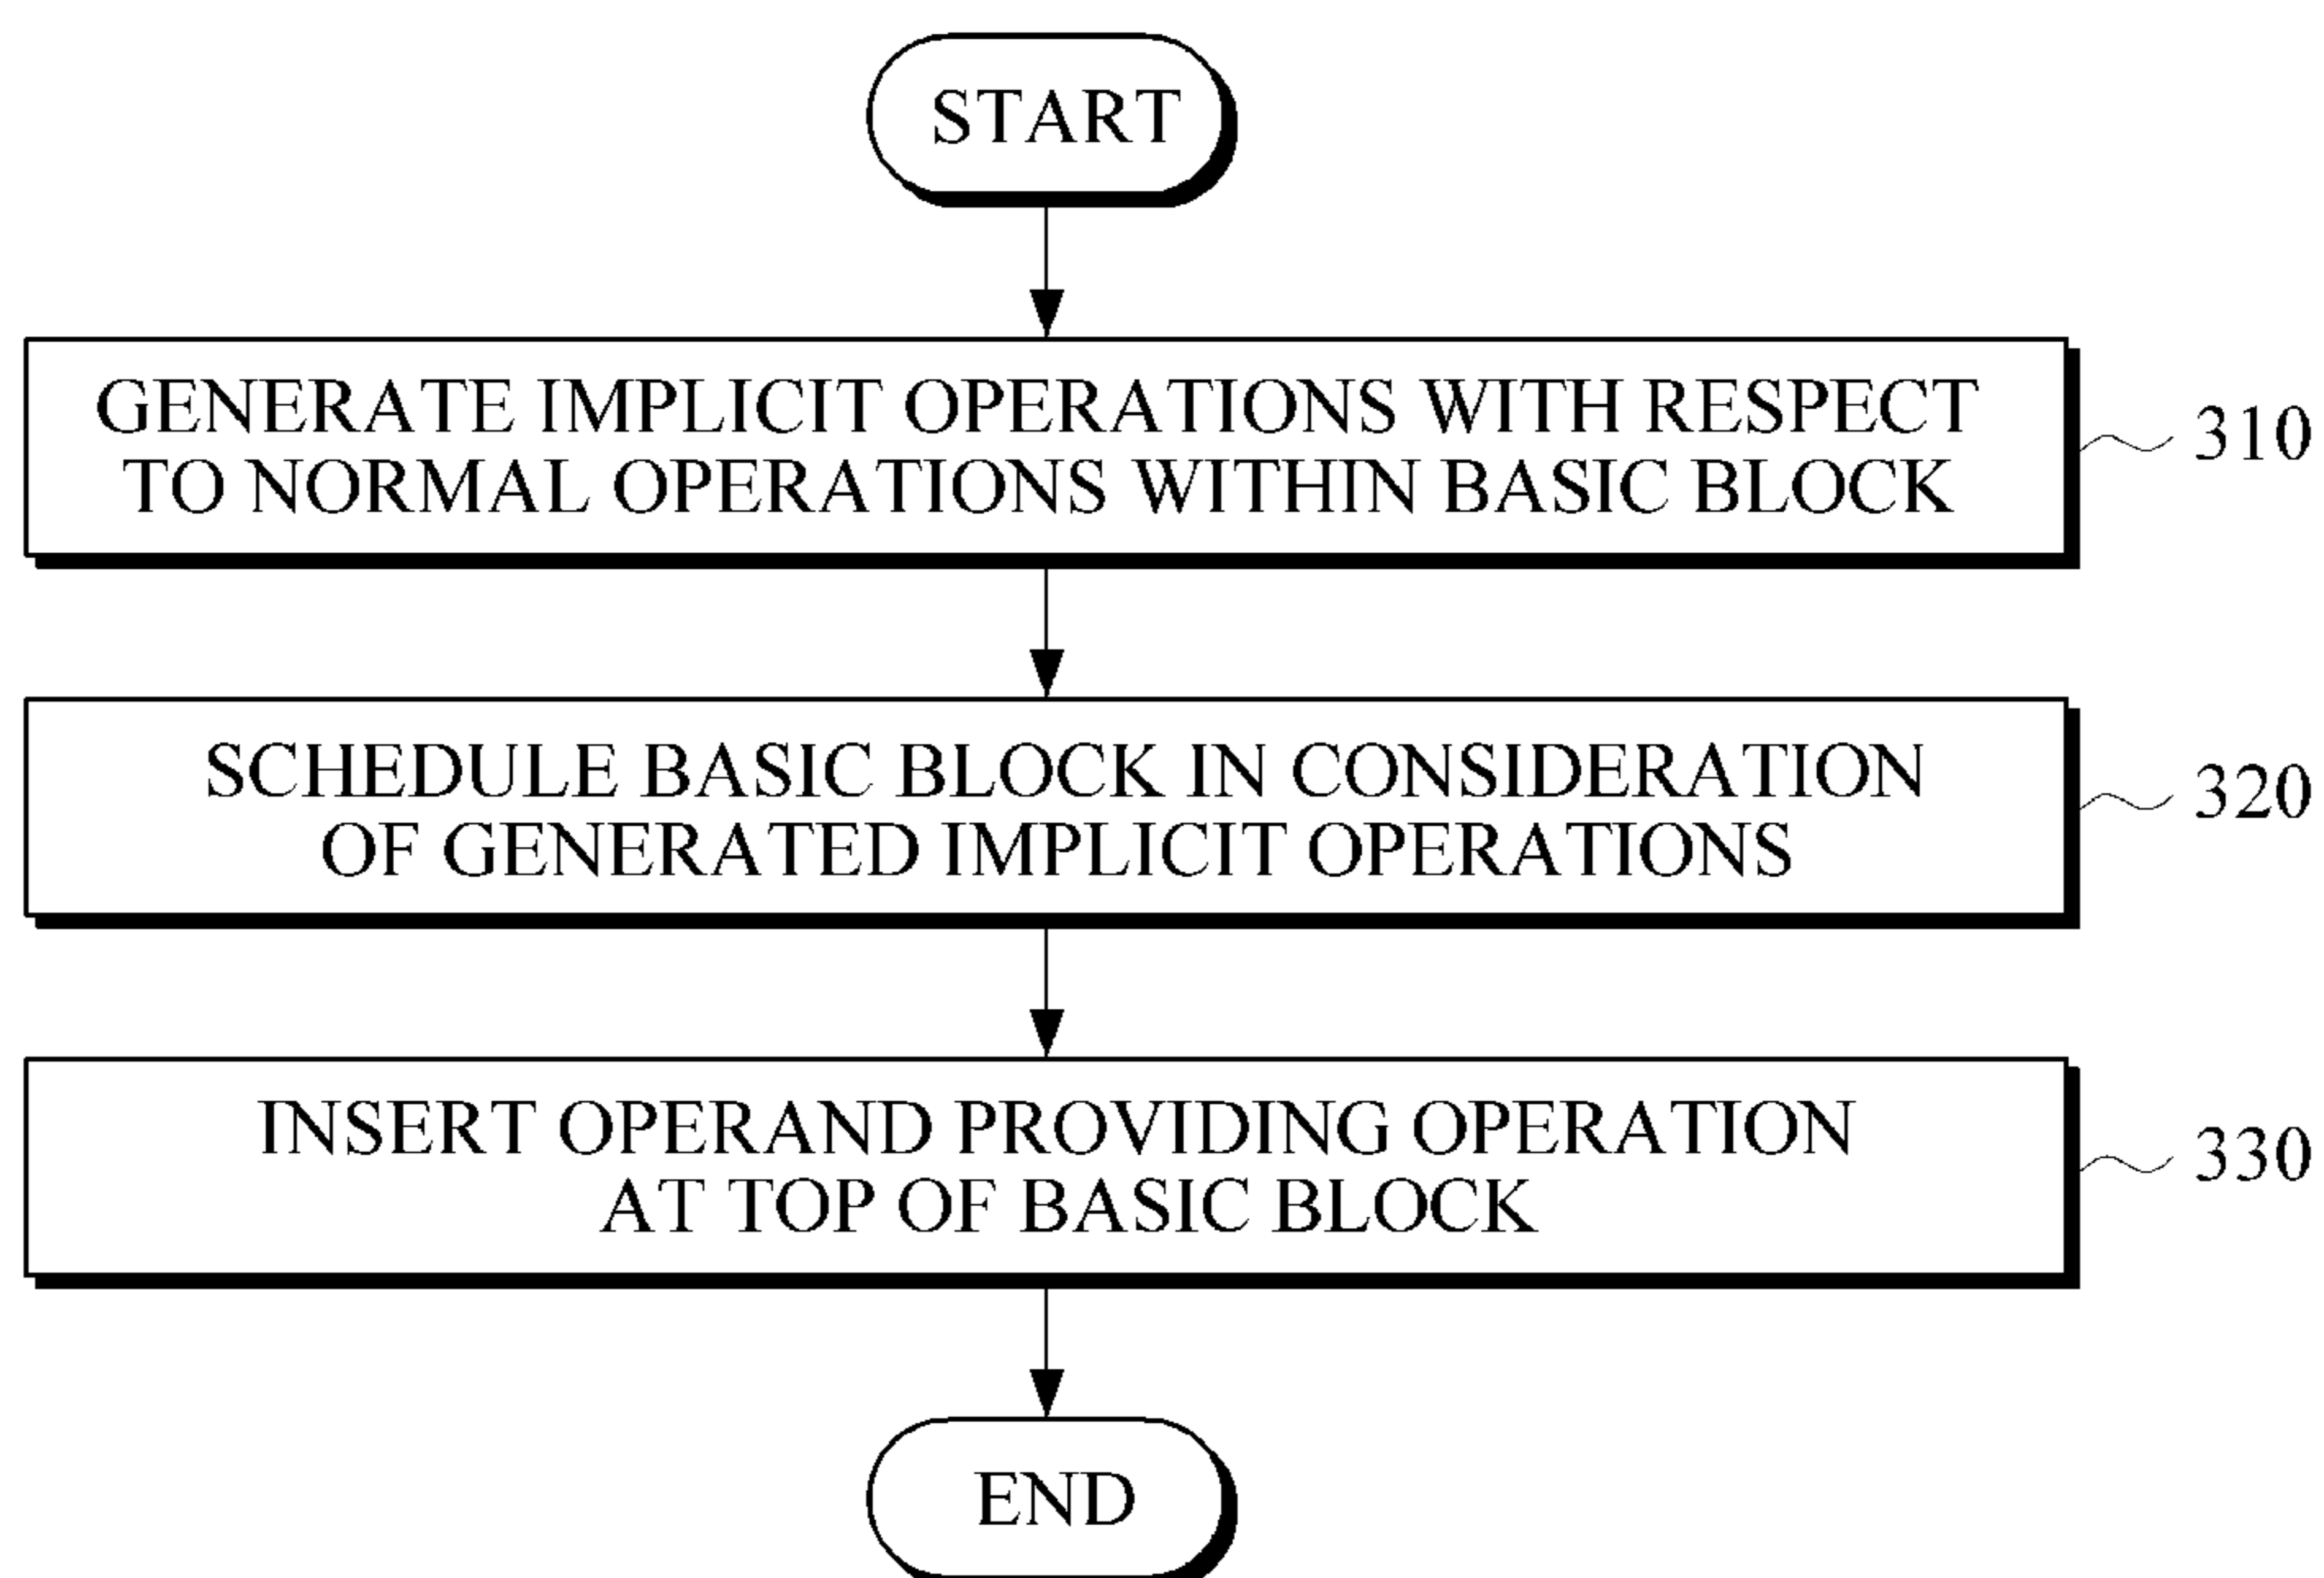 START
GENERATE IMPLICIT OPERATIONS WITH RESPECT
TO NORMAL OPERATIONS WITHIN BASIC BLOCK
310
SCHEDULE BASIC BLOCK IN CONSIDERATION
OF GENERATED IMPLICIT OPERATIONS
320
INSERT OPERAND PROVIDING OPERATION
AT TOP OF BASIC BLOCK
330
END